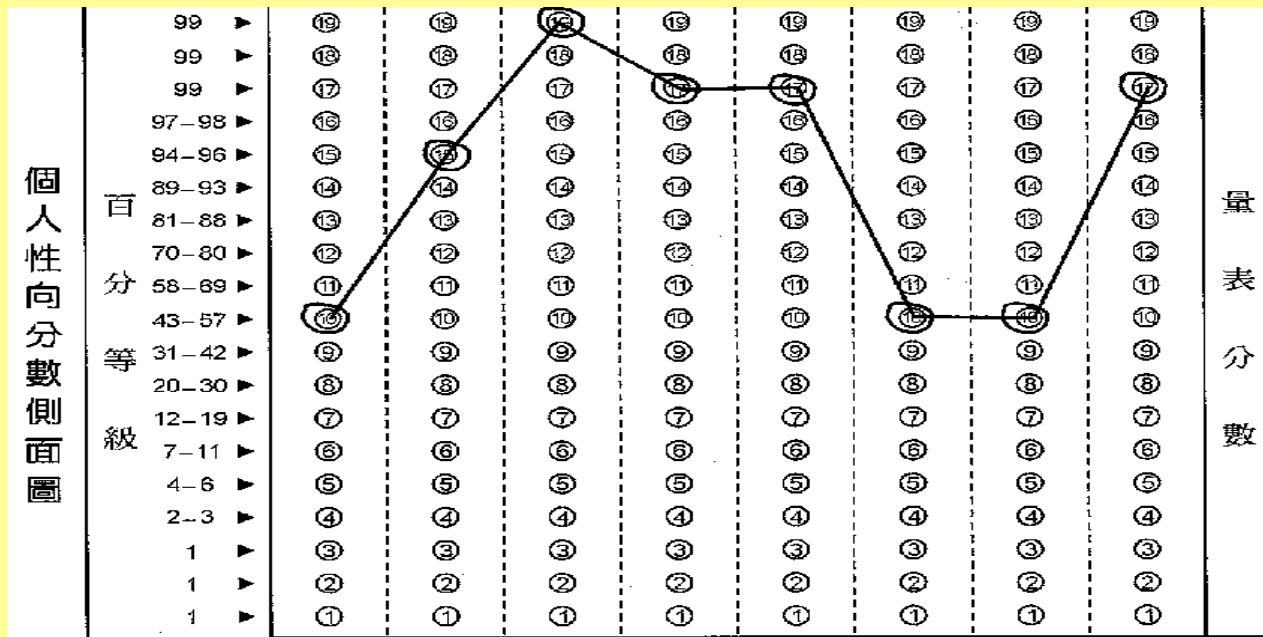 個人性向分數側面圖
百分等級
99 ► ⑲ ⑲ ⑲ ⑲ ⑲ ⑲ ⑲ ⑲
99 ► ⑱ ⑱ ⑱ ⑱ ⑱ ⑱ ⑱ ⑱
99 ► ⑰ ⑰ ⑰ ⑰ ⑰ ⑰ ⑰ ⑰
97–98 ► ⑯ ⑯ ⑯ ⑯ ⑯ ⑯ ⑯ ⑯
94–96 ► ⑮ ⑮ ⑮ ⑮ ⑮ ⑮ ⑮ ⑮
89–93 ► ⑭ ⑭ ⑭ ⑭ ⑭ ⑭ ⑭ ⑭
81–88 ► ⑬ ⑬ ⑬ ⑬ ⑬ ⑬ ⑬ ⑬
70–80 ► ⑫ ⑫ ⑫ ⑫ ⑫ ⑫ ⑫ ⑫
58–69 ► ⑪ ⑪ ⑪ ⑪ ⑪ ⑪ ⑪ ⑪
43–57 ► ⑩ ⑩ ⑩ ⑩ ⑩ ⑩ ⑩ ⑩
31–42 ► ⑨ ⑨ ⑨ ⑨ ⑨ ⑨ ⑨ ⑨
20–30 ► ⑧ ⑧ ⑧ ⑧ ⑧ ⑧ ⑧ ⑧
12–19 ► ⑦ ⑦ ⑦ ⑦ ⑦ ⑦ ⑦ ⑦
7–11 ► ⑥ ⑥ ⑥ ⑥ ⑥ ⑥ ⑥ ⑥
4–6 ► ⑤ ⑤ ⑤ ⑤ ⑤ ⑤ ⑤ ⑤
2–3 ► ④ ④ ④ ④ ④ ④ ④ ④
1 ► ③ ③ ③ ③ ③ ③ ③ ③
1 ► ② ② ② ② ② ② ② ②
1 ► ① ① ① ① ① ① ① ①
量表分數